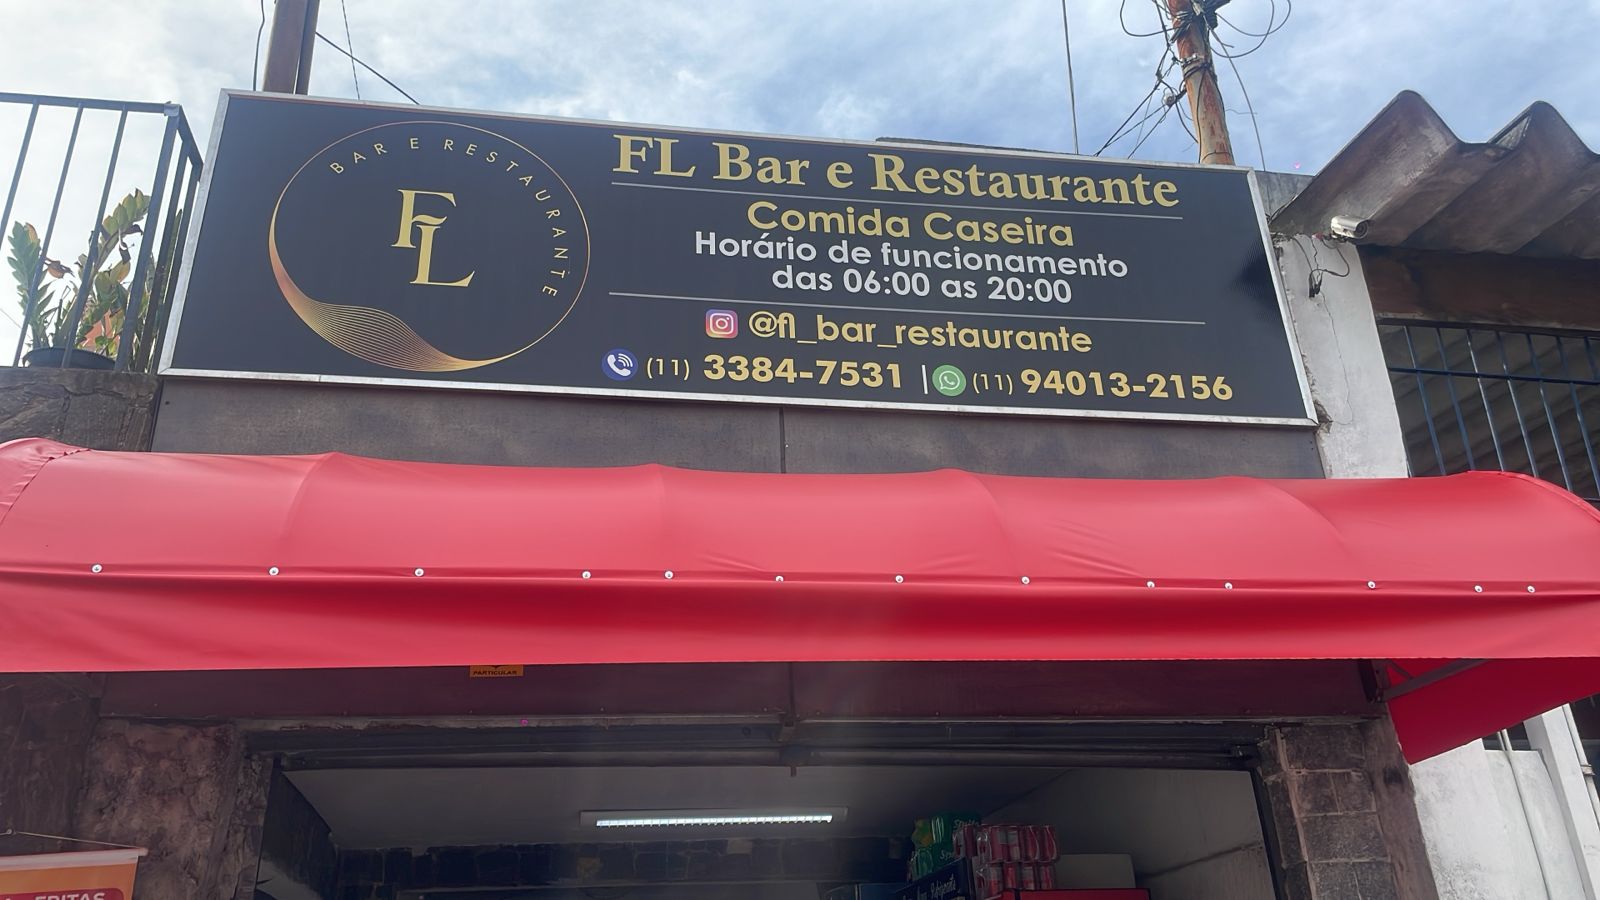 BAR E RESTAURANTE
FL
FL Bar e Restaurante
Comida Caseira
Horário de funcionamento
das 06:00 as 20:00
@fl_bar_restaurante
(11) 3384-7531 | (11) 94013-2156
PARTICULAR
FRITAS